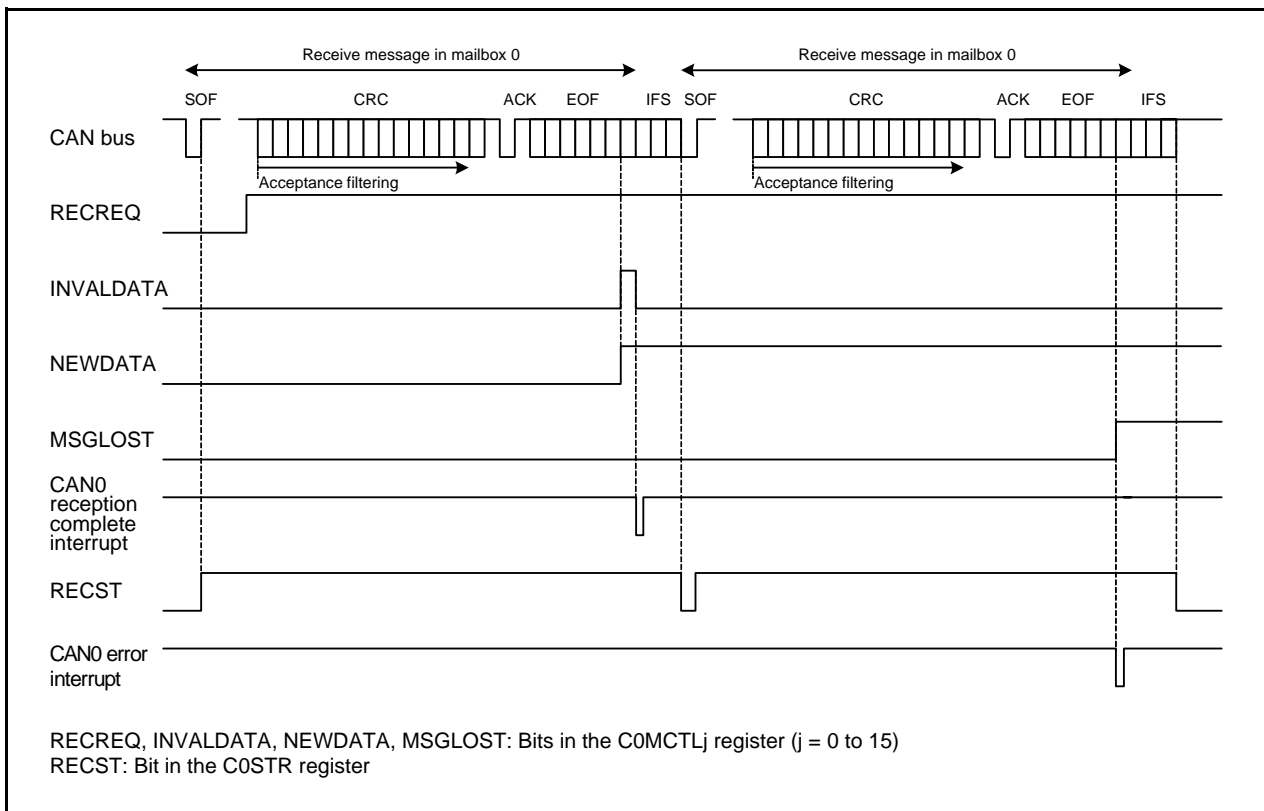 Receive message in mailbox 0 Receive message in mailbox 0
SOF CRC ACK EOF IFS SOF CRC ACK EOF IFS
CAN bus
Acceptance filtering Acceptance filtering
RECREQ
INVALDATA
NEWDATA
MSGLOST
CAN0
reception
complete
interrupt
RECST
CAN0 error
interrupt
RECREQ, INVALDATA, NEWDATA, MSGLOST: Bits in the C0MCTLj register (j = 0 to 15)
RECST: Bit in the C0STR register